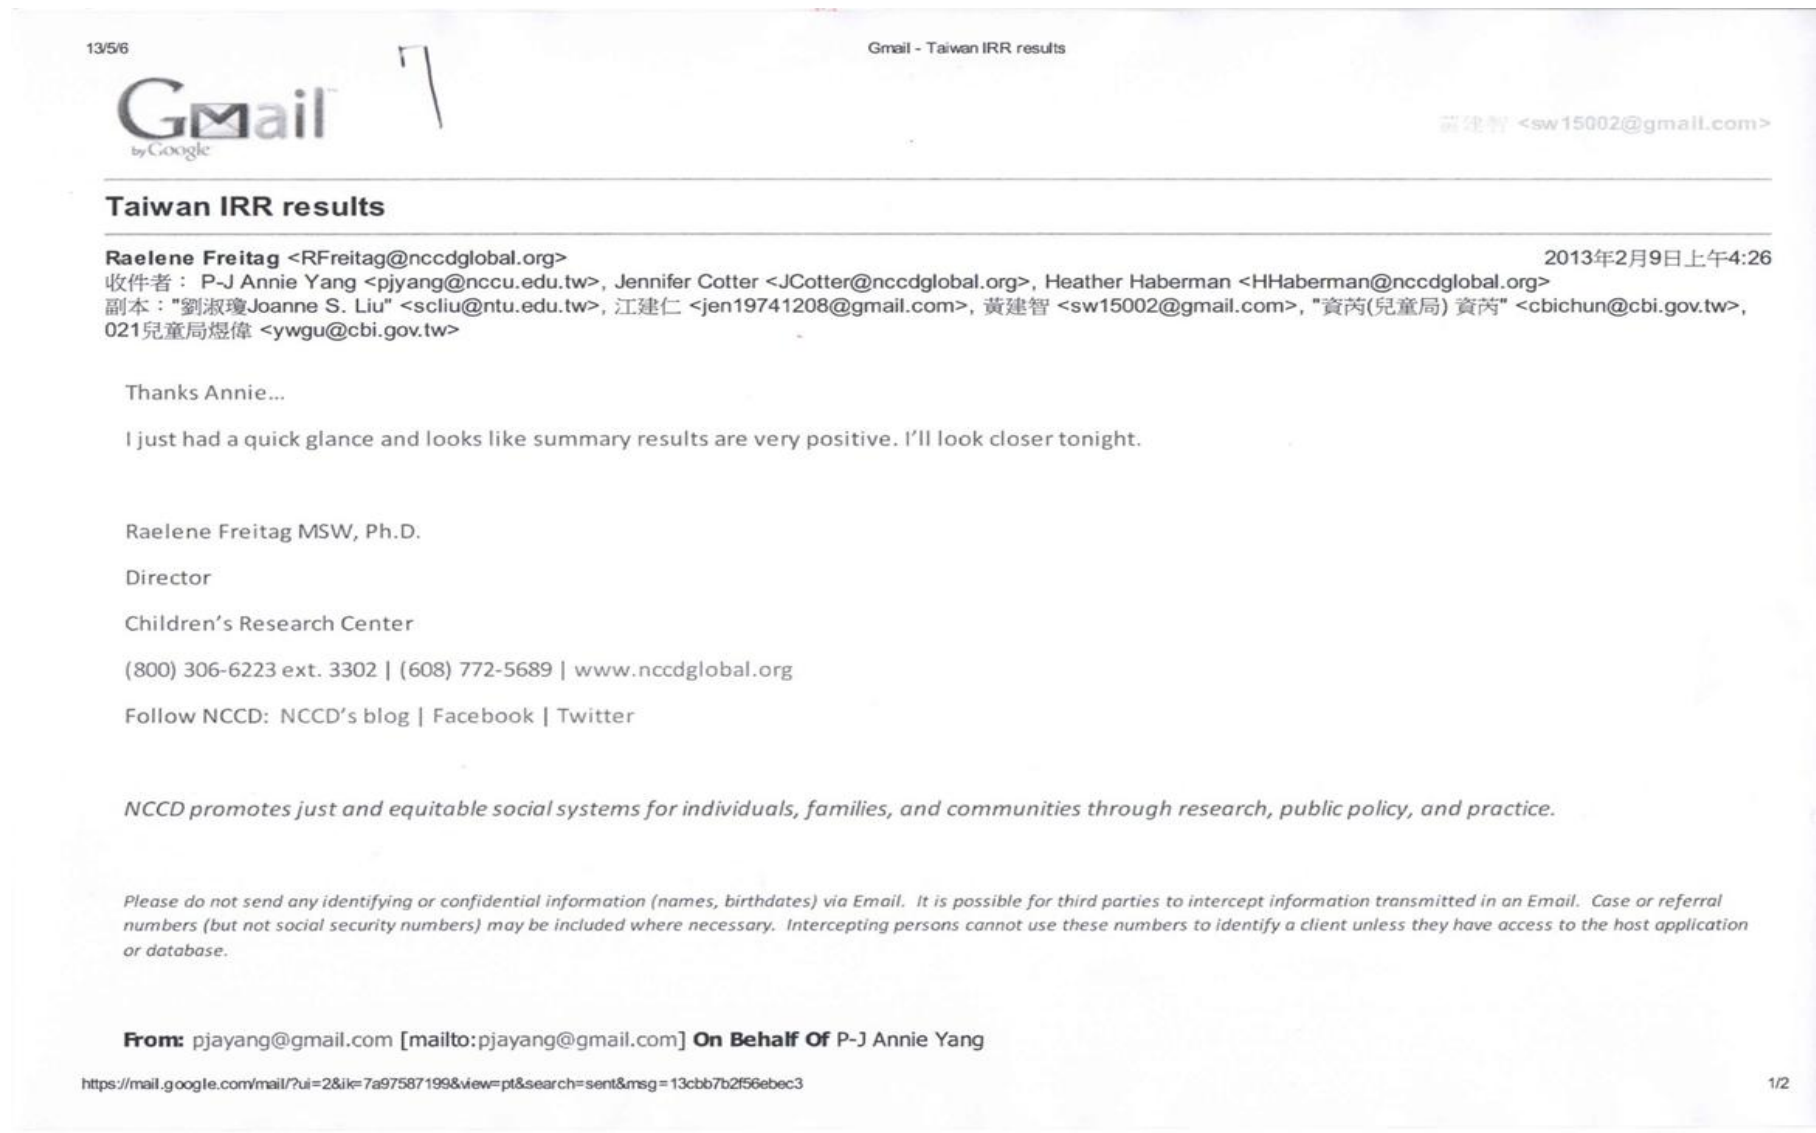 13/5/6
Gmail - Taiwan IRR results
7
Gmail
by Google
黃建智 <sw15002@gmail.com>
Taiwan IRR results
Raelene Freitag <RFreitag@nccdglobal.org>
2013年2月9日上午4:26
收件者： P-J Annie Yang <pjyang@nccu.edu.tw>, Jennifer Cotter <JCotter@nccdglobal.org>, Heather Haberman <HHaberman@nccdglobal.org>
副本："劉淑瓊Joanne S. Liu" <scliu@ntu.edu.tw>, 江建仁 <jen19741208@gmail.com>, 黃建智 <sw15002@gmail.com>, "資芮(兒童局) 資芮" <cbichun@cbi.gov.tw>,
021兒童局煜偉 <ywgu@cbi.gov.tw>
Thanks Annie...
I just had a quick glance and looks like summary results are very positive. I'll look closer tonight.
Raelene Freitag MSW, Ph.D.
Director
Children's Research Center
(800) 306-6223 ext. 3302 | (608) 772-5689 | www.nccdglobal.org
Follow NCCD: NCCD's blog | Facebook | Twitter
NCCD promotes just and equitable social systems for individuals, families, and communities through research, public policy, and practice.
Please do not send any identifying or confidential information (names, birthdates) via Email. It is possible for third parties to intercept information transmitted in an Email. Case or referral
numbers (but not social security numbers) may be included where necessary. Intercepting persons cannot use these numbers to identify a client unless they have access to the host application
or database.
From: pjayang@gmail.com [mailto:pjayang@gmail.com] On Behalf Of P-J Annie Yang
https://mail.google.com/mail/?ui=2&ik=7a97587199&view=pt&search=sent&msg=13cbb7b2f56ebec3
1/2